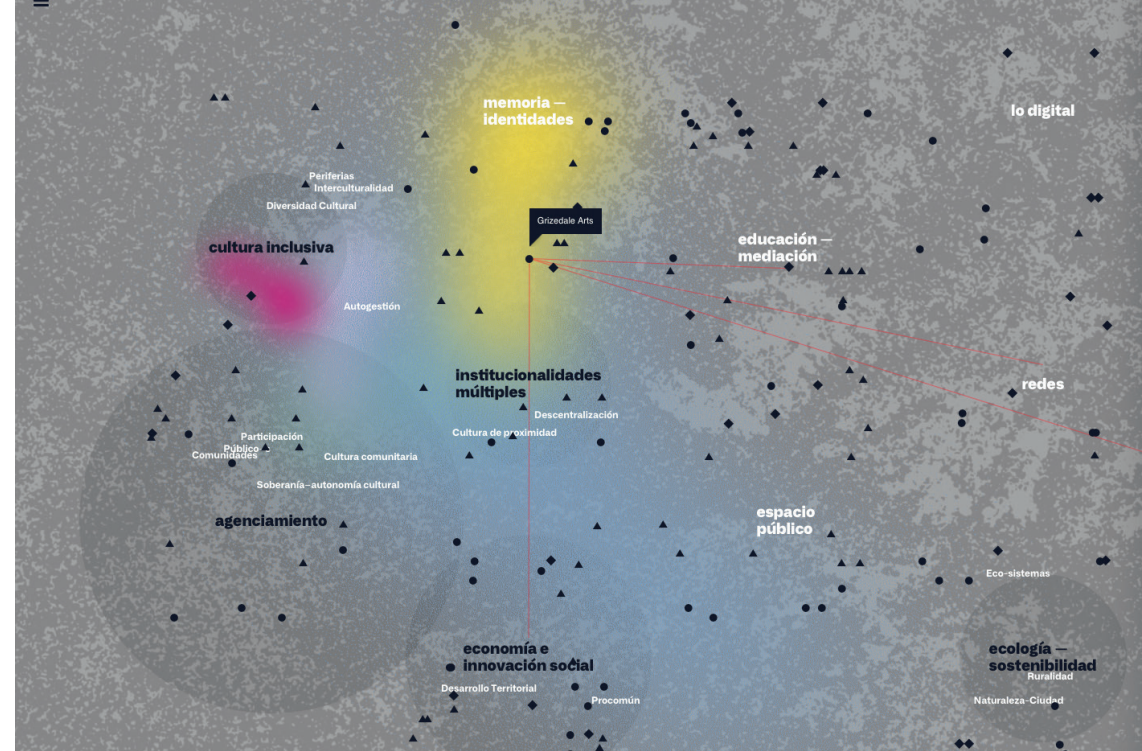 memoria —
identidades
lo digital
Periferias
Interculturalidad
Diversidad Cultural
Grizedale Arts
cultura inclusiva
educación —
mediación
Autogestión
institucionalidades
múltiples
redes
Descentralización
Cultura de proximidad
Participación
Público
Comunidades
Cultura comunitaria
Soberanía–autonomía cultural
agenciamiento
espacio
público
Eco-sistemas
economía e
innovación social
ecología —
sostenibilidad
Ruralidad
Desarrollo Territorial
Procomún
Naturaleza-Ciudad